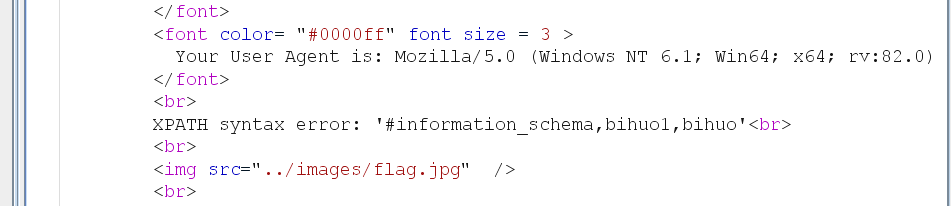 </font>
<font color= "#0000ff" font size = 3 >
Your User Agent is: Mozilla/5.0 (Windows NT 6.1; Win64; x64; rv:82.0)
</font>
<br>
XPATH syntax error: '#information_schema,bihuo1,bihuo'<br>
<br>
<img src="../images/flag.jpg"  />
<br>